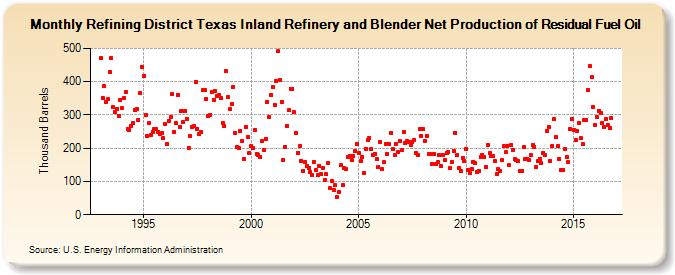 Monthly Refining District Texas Inland Refinery and Blender Net Production of Residual Fuel Oil
Thousand Barrels
500
400
300
200
100
0
1995 2000 2005 2010 2015
Source: U.S. Energy Information Administration